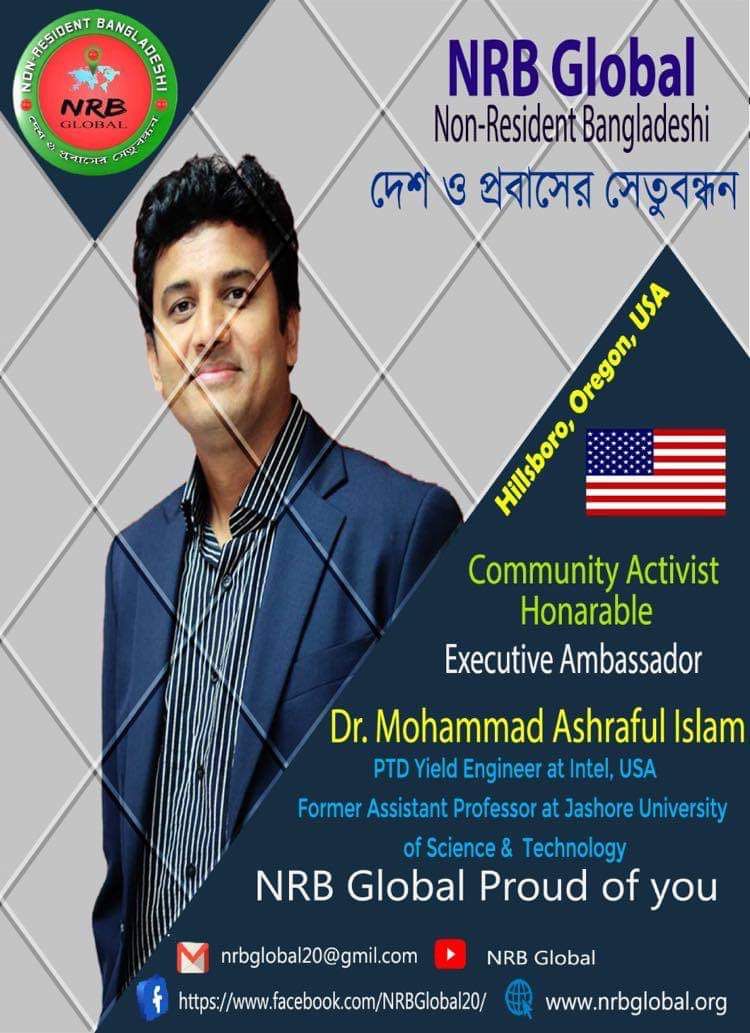 NON-RESIDENT BANGLADESHI
NRB
GLOBAL
দেশ ও প্রবাসের সেতুবন্ধন
NRB Global
Non-Resident Bangladeshi
দেশ ও প্রবাসের সেতুবন্ধন
Hillsboro, Oregon, USA
Community Activist
Honarable
Executive Ambassador
Dr. Mohammad Ashraful Islam
PTD Yield Engineer at Intel, USA
Former Assistant Professor at Jashore University
of Science & Technology
NRB Global Proud of you
nrbglobal20@gmil.com NRB Global
https://www.facebook.com/NRBGlobal20/ www.nrbglobal.org